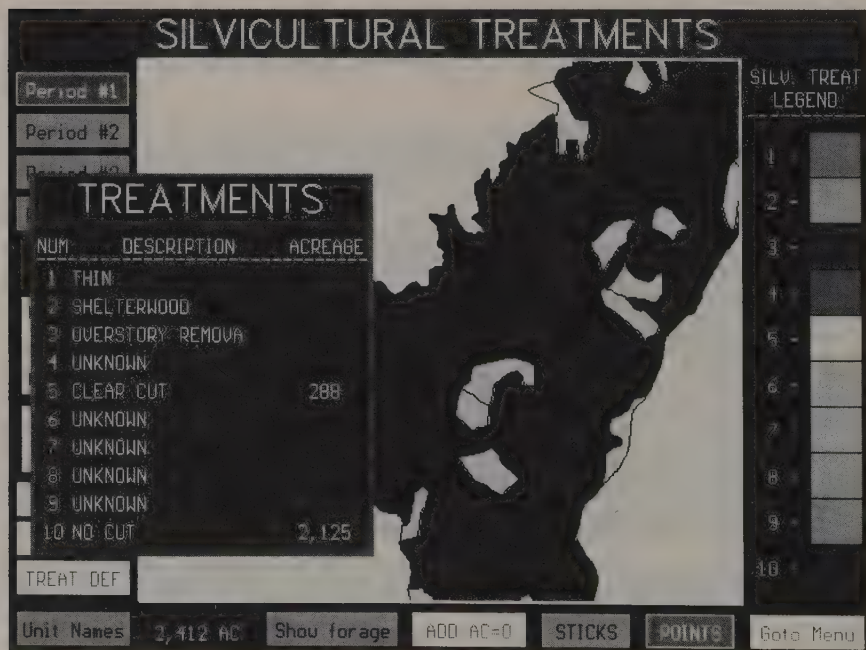 SILVICULTURAL TREATMENTS
Period #1
Period #2
SILV. TREAT
LEGEND
1 -
2 -
3 -
4 -
5 -
6 -
7 -
8 -
9 -
10 -
TREATMENTS
NUM DESCRIPTION ACREAGE
1 THIN
2 SHELTERWOOD
3 OVERSTORY REMOVA
4 UNKNOWN
5 CLEAR CUT 288
6 UNKNOWN
7 UNKNOWN
8 UNKNOWN
9 UNKNOWN
10 NO CUT 2,125
TREAT DEF
Unit Names 2,412 AC Show forage ADD AC=0 STICKS POINTS Goto Menu